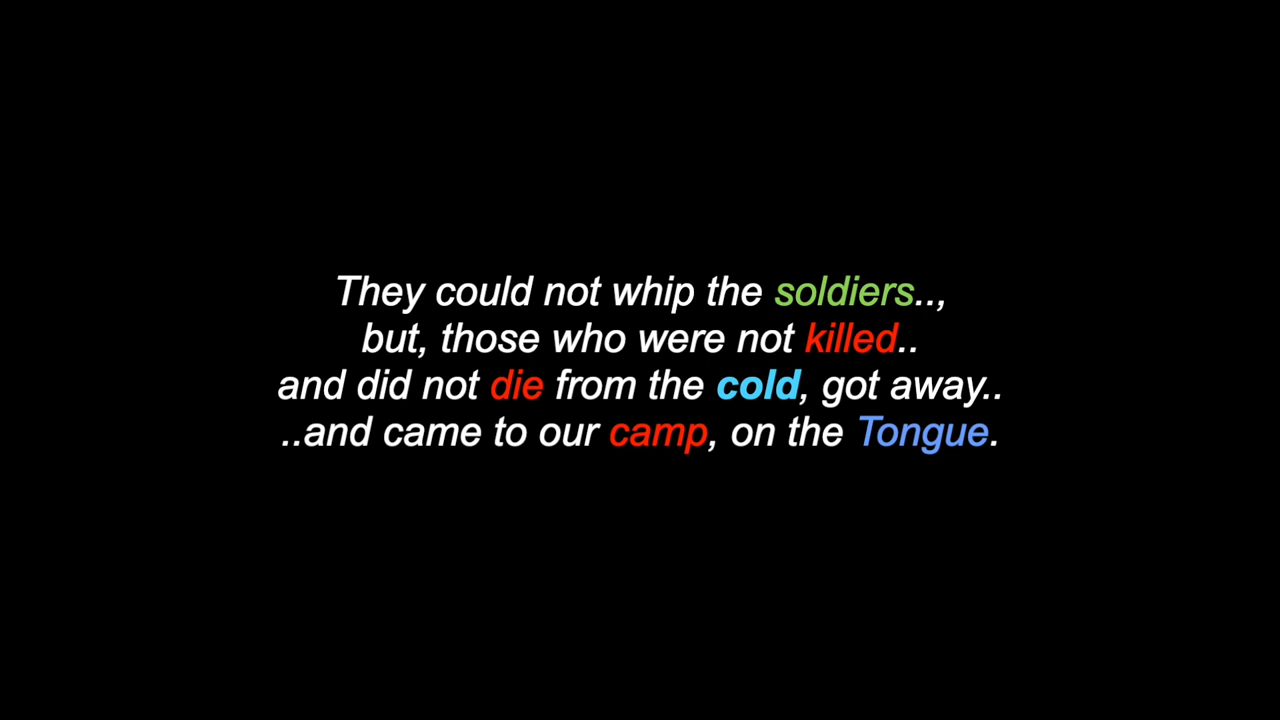 They could not whip the soldiers..,
but, those who were not killed..
and did not die from the cold, got away..
..and came to our camp, on the Tongue.